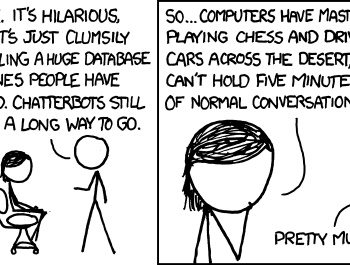 . IT'S HILARIOUS,
T'S JUST CLUMSILY
LING A HUGE DATABASE
NES PEOPLE HAVE
D. CHATTERBOTS STILL
A LONG WAY TO GO.
SO... COMPUTERS HAVE MAST
PLAYING CHESS AND DRIV
CARS ACROSS THE DESERT,
CAN'T HOLD FIVE MINUTE
OF NORMAL CONVERSATION
PRETTY MU